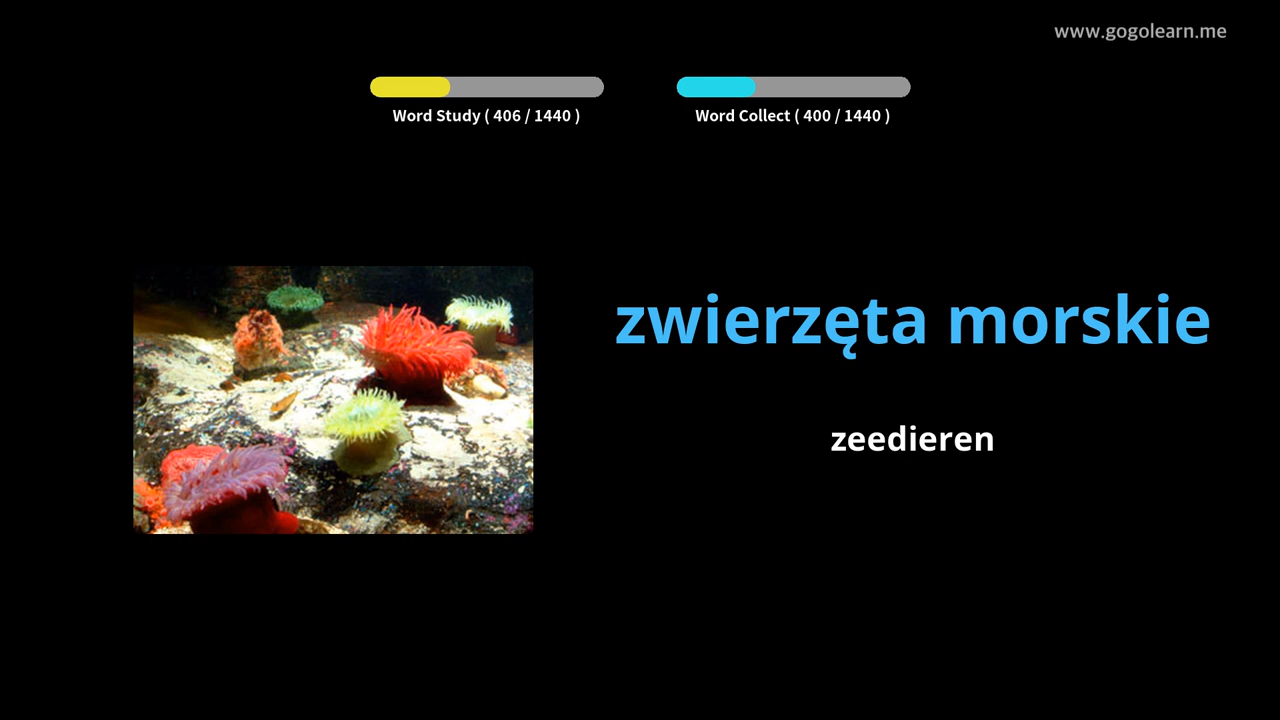 www.gogolearn.me
Word Study ( 406 / 1440 )
Word Collect ( 400 / 1440 )
zwierzęta morskie
zeedieren